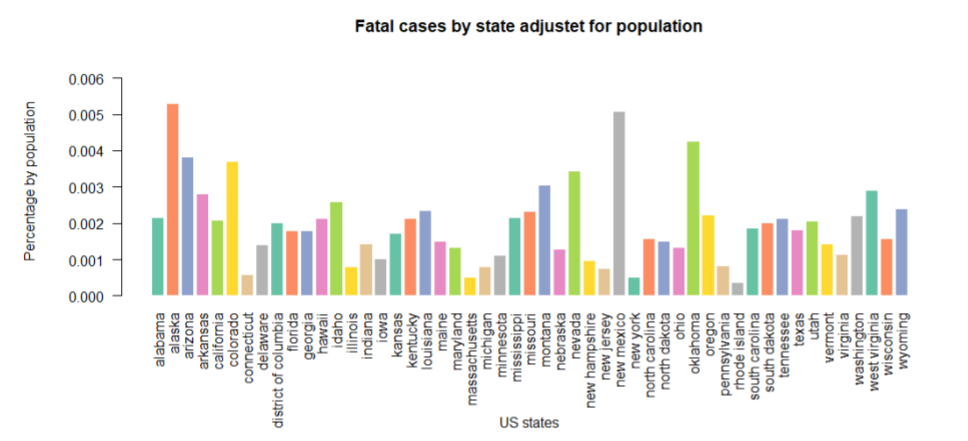 Fatal cases by state adjustet for population
Percentage by population
0.006
0.005
0.004
0.003
0.002
0.001
0.000
alabama
alaska
arizona
arkansas
california
colorado
connecticut
delaware
district of columbia
florida
georgia
hawaii
idaho
illinois
indiana
iowa
kansas
kentucky
louisiana
maine
maryland
massachusetts
michigan
minnesota
mississippi
missouri
montana
nebraska
nevada
new hampshire
new jersey
new mexico
new york
north carolina
north dakota
ohio
oklahoma
oregon
pennsylvania
rhode island
south carolina
south dakota
tennessee
texas
utah
vermont
virginia
washington
west virginia
wisconsin
wyoming
US states